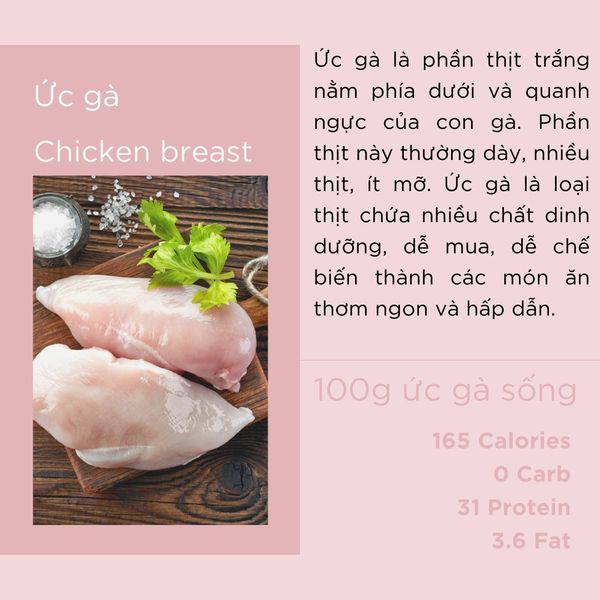 Ức gà
Chicken breast
Ức gà là phần thịt trắng
nằm phía dưới và quanh
ngực của con gà. Phần
thịt này thường dày, nhiều
thịt, ít mỡ. Ức gà là loại
thịt chứa nhiều chất dinh
dưỡng, dễ mua, dễ chế
biến thành các món ăn
thơm ngon và hấp dẫn.
100g ức gà sống
165 Calories
0 Carb
31 Protein
3.6 Fat